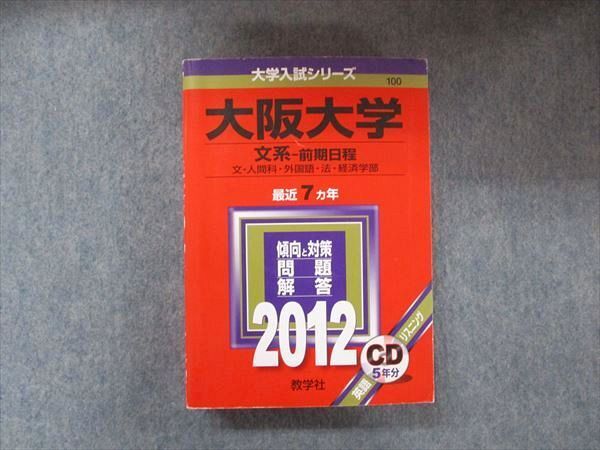 大学入試シリーズ
100
大阪大学
文系-前期日程
文・人間科・外国語・法・経済学部
最近7カ年
傾向と対策
問題
解答
2012
CD
5年分
英語
リスニング
教学社